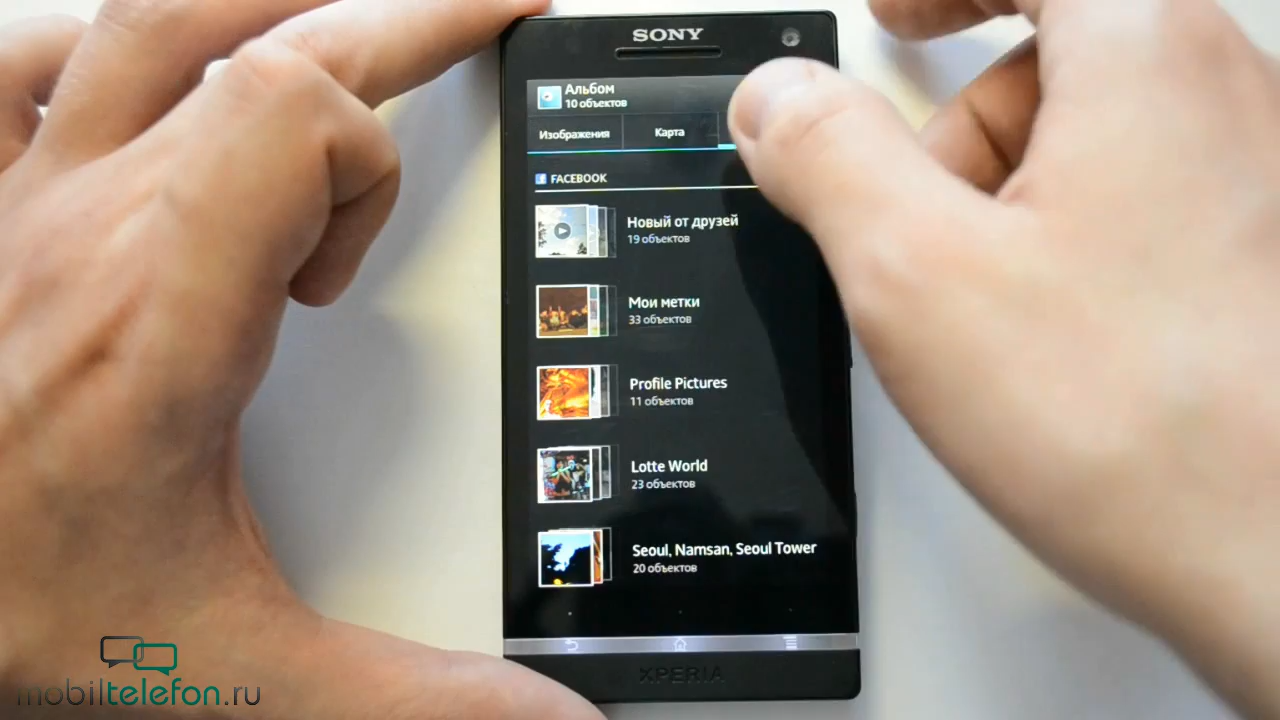 SONY
Альбом
10 объектов
Изображения
Карта
FACEBOOK
Новый от друзей
19 объектов
Мои метки
33 объектов
Profile Pictures
11 объектов
Lotte World
23 объектов
Seoul, Namsan, Seoul Tower
20 объектов
XPERIA
mobiltelefon.ru